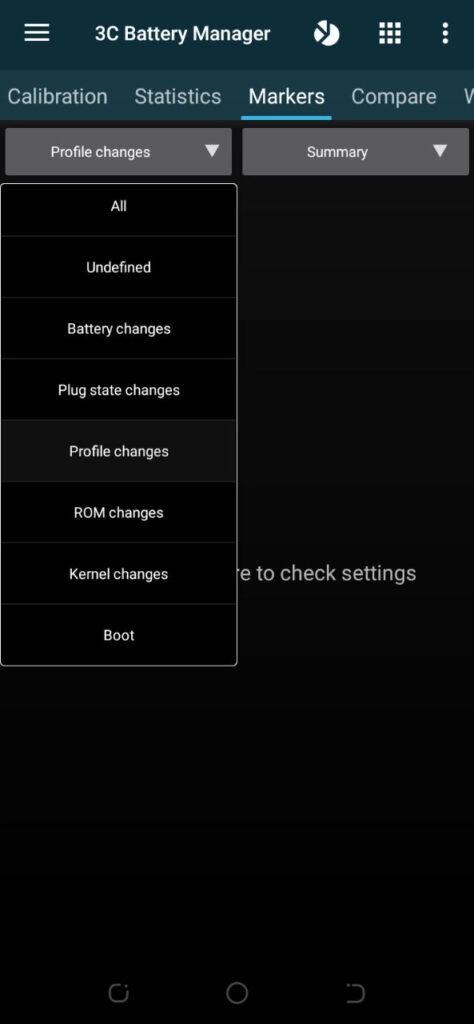 3C Battery Manager
Calibration Statistics Markers Compare
Profile changes
Summary
All
Undefined
Battery changes
Plug state changes
Profile changes
ROM changes
Kernel changes
Boot
to check settings